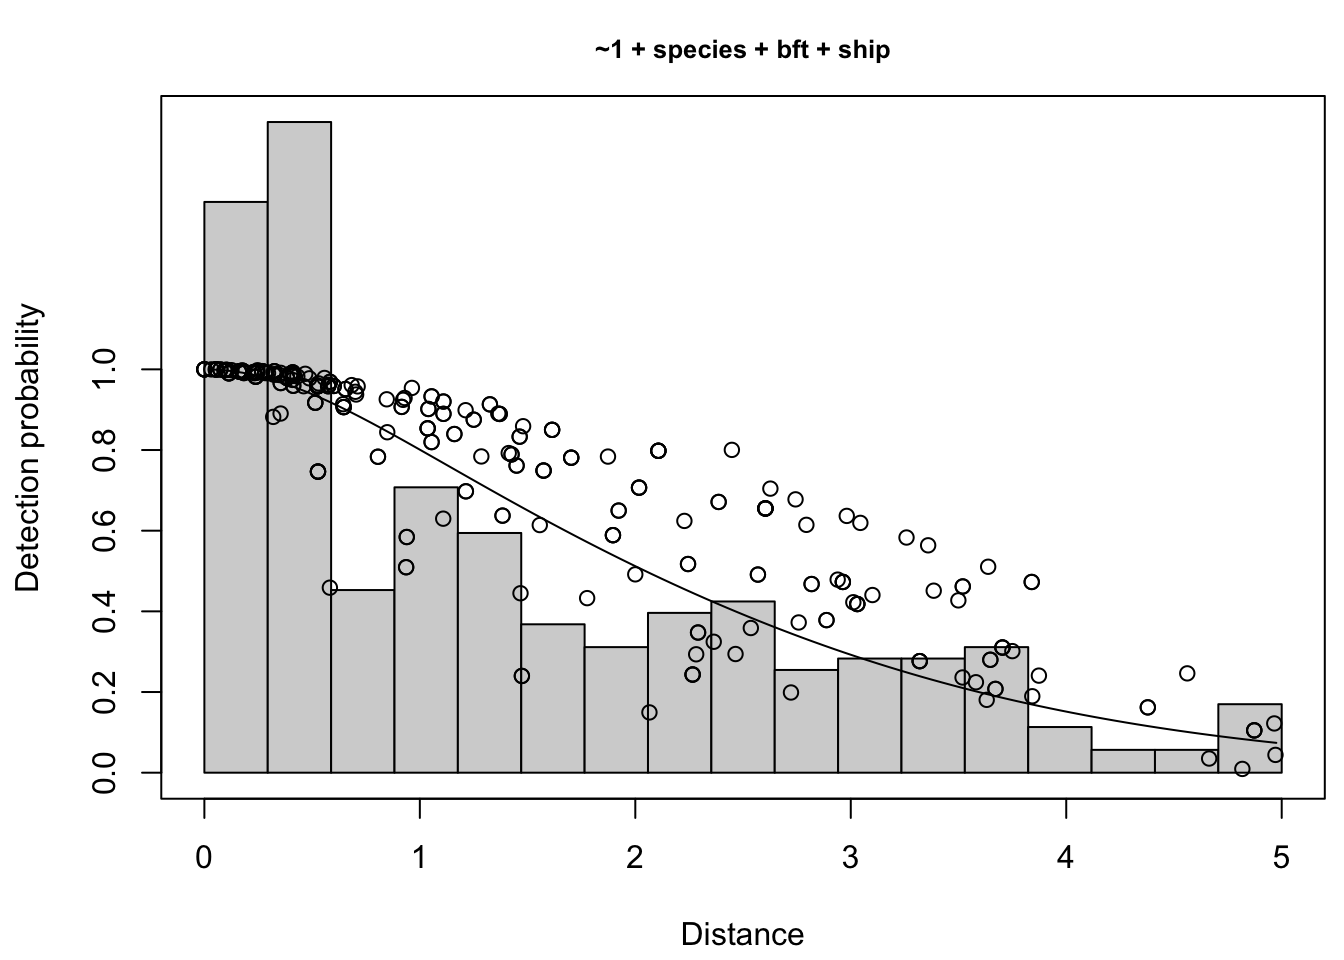 ~1 + species + bft + ship
Detection probability
1.0
0.8
0.6
0.4
0.2
0.0
0 1 2 3 4 5
Distance